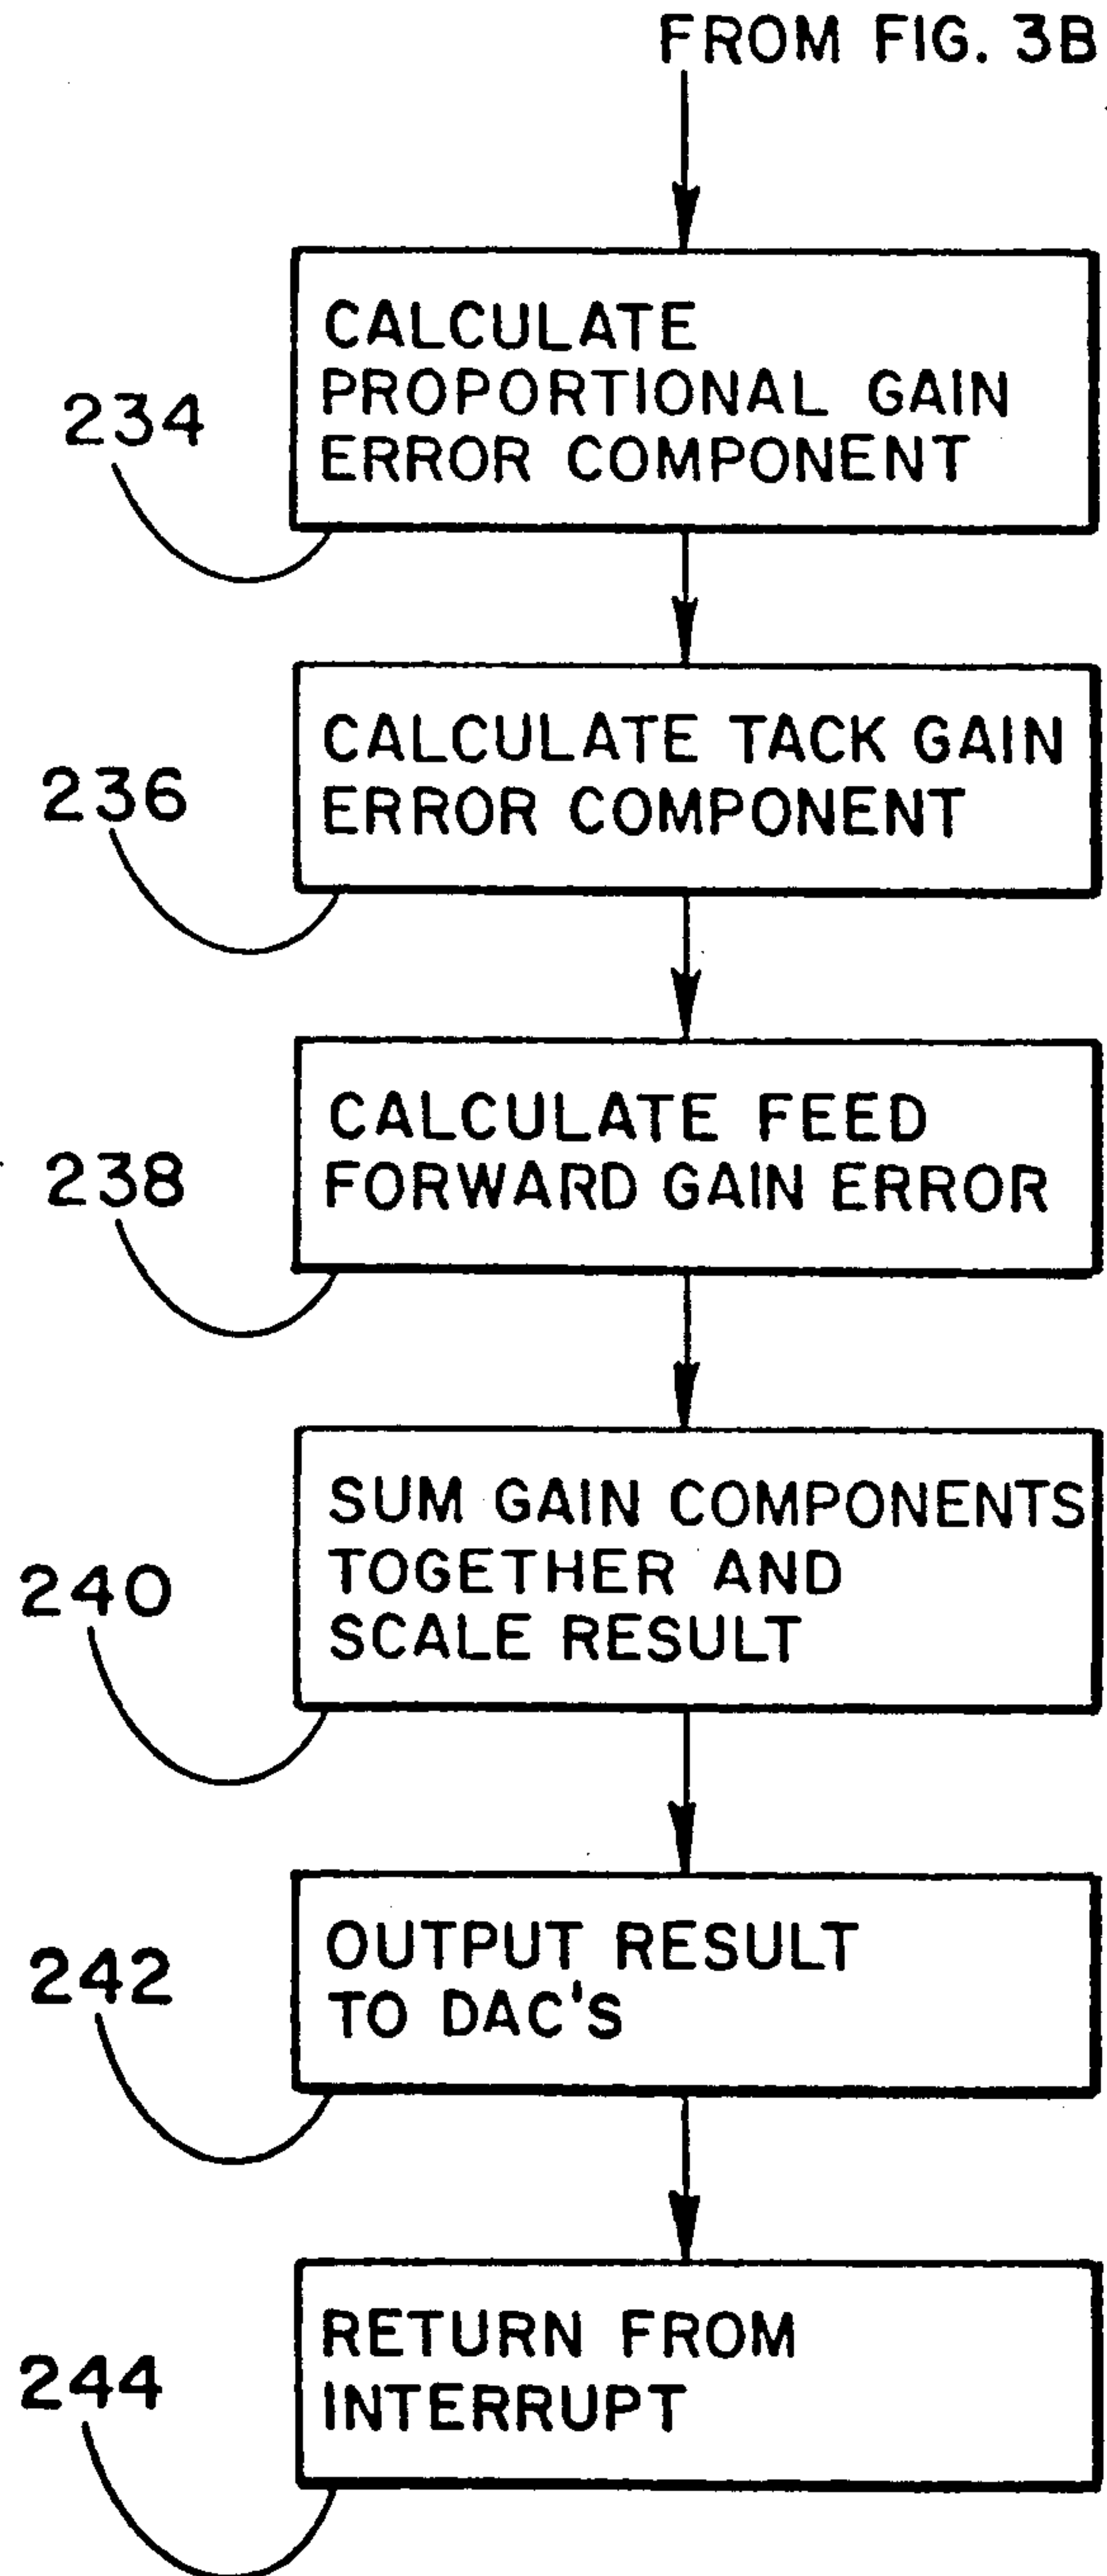 FROM FIG. 3B
CALCULATE
PROPORTIONAL GAIN
ERROR COMPONENT
234
CALCULATE TACK GAIN
ERROR COMPONENT
236
CALCULATE FEED
FORWARD GAIN ERROR
238
SUM GAIN COMPONENTS
TOGETHER AND
SCALE RESULT
240
OUTPUT RESULT
TO DAC'S
242
RETURN FROM
INTERRUPT
244